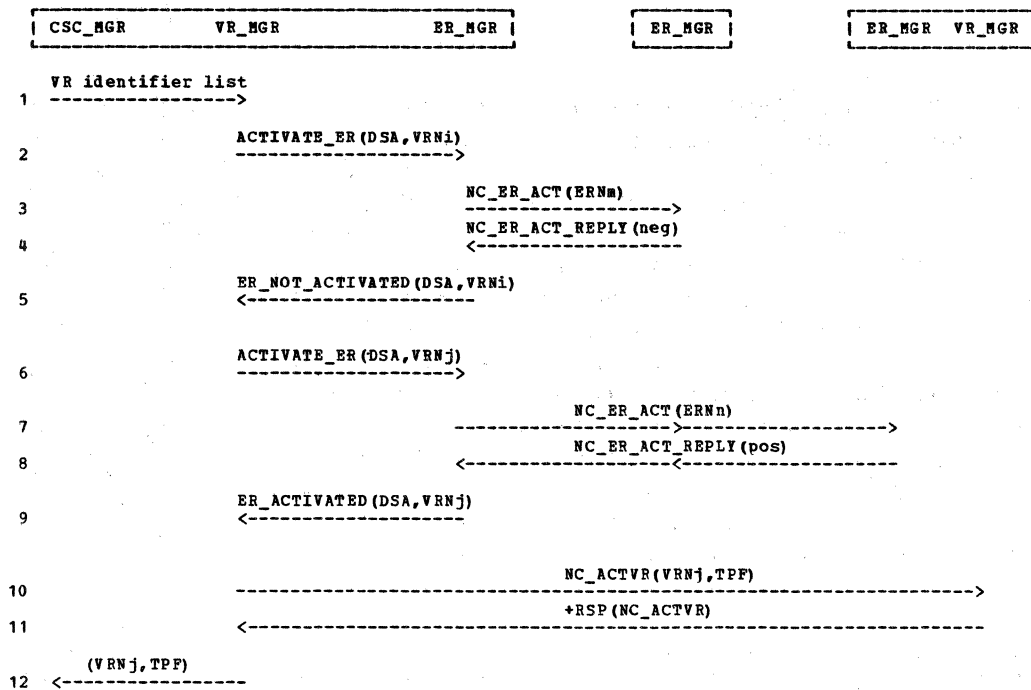 CSC_MGR VR_MGR ER_MGR ER_MGR ER_MGR VR_MGR
VR identifier list
1 ------------------>
ACTIVATE_ER(DSA,VRNi)
2 -------------------->
NC_ER_ACT(ERNm)
3 -------------------->
NC_ER_ACT_REPLY(neg)
4 <--------------------
ER_NOT_ACTIVATED(DSA,VRNi)
5 <---------------------
ACTIVATE_ER(DSA,VRNj)
6 -------------------->
NC_ER_ACT(ERNn)
7 --------------------->-------------------->
NC_ER_ACT_REPLY(pos)
8 <--------------------<---------------------
ER_ACTIVATED(DSA,VRNj)
9 <--------------------
NC_ACTVR(VRNj,TPF)
10 ---------------------------------------------------------------------->
+RSP(NC_ACTVR)
11 <----------------------------------------------------------------------
(VRNj,TPF)
12 <------------------